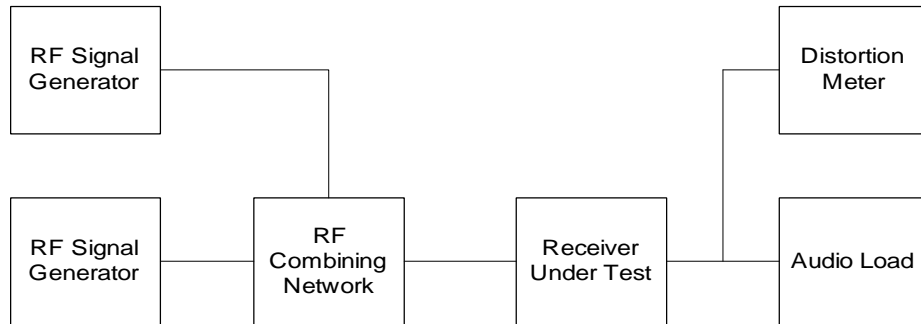 RF Signal
Generator
Distortion
Meter
RF Signal
Generator
RF
Combining
Network
Receiver
Under Test
Audio Load